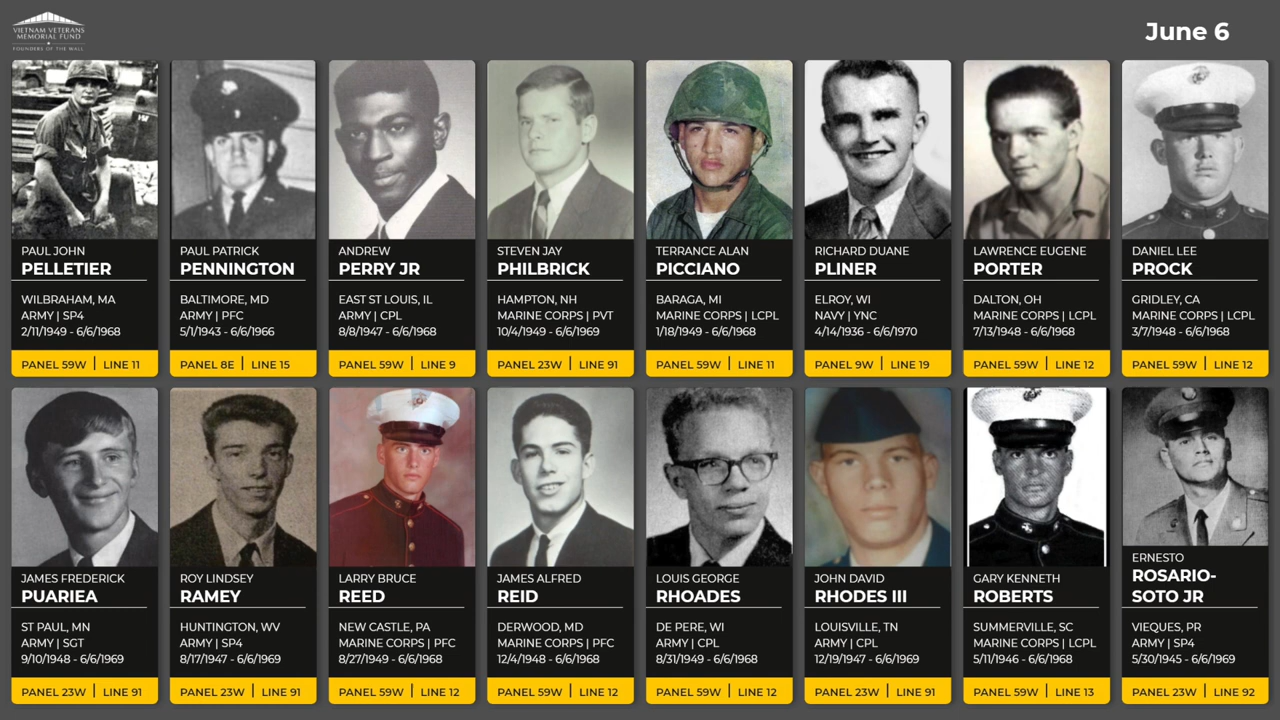 VIETNAM VETERANS
MEMORIAL FUND
FOUNDERS OF THE WALL
June 6
PAUL JOHN
PELLETIER
WILBRAHAM, MA
ARMY | SP4
2/11/1949 - 6/6/1968
PANEL 59W | LINE 11
PAUL PATRICK
PENNINGTON
BALTIMORE, MD
ARMY | PFC
5/1/1943 - 6/6/1966
PANEL 8E | LINE 15
ANDREW
PERRY JR
EAST ST LOUIS, IL
ARMY | CPL
8/8/1947 - 6/6/1968
PANEL 59W | LINE 9
STEVEN JAY
PHILBRICK
HAMPTON, NH
MARINE CORPS | PVT
10/4/1949 - 6/6/1969
PANEL 23W | LINE 91
TERRANCE ALAN
PICCIANO
BARAGA, MI
MARINE CORPS | LCPL
1/18/1949 - 6/6/1968
PANEL 59W | LINE 11
RICHARD DUANE
PLINER
ELROY, WI
NAVY | YNC
4/14/1936 - 6/6/1970
PANEL 9W | LINE 19
LAWRENCE EUGENE
PORTER
DALTON, OH
MARINE CORPS | LCPL
7/13/1948 - 6/6/1968
PANEL 59W | LINE 12
DANIEL LEE
PROCK
GRIDLEY, CA
MARINE CORPS | LCPL
3/7/1948 - 6/6/1968
PANEL 59W | LINE 12
JAMES FREDERICK
PUARIEA
ST PAUL, MN
ARMY | SGT
9/10/1948 - 6/6/1969
PANEL 23W | LINE 91
ROY LINDSEY
RAMEY
HUNTINGTON, WV
ARMY | SP4
8/17/1947 - 6/6/1969
PANEL 23W | LINE 91
LARRY BRUCE
REED
NEW CASTLE, PA
MARINE CORPS | PFC
8/27/1949 - 6/6/1968
PANEL 59W | LINE 12
JAMES ALFRED
REID
DERWOOD, MD
MARINE CORPS | PFC
12/4/1948 - 6/6/1968
PANEL 59W | LINE 12
LOUIS GEORGE
RHOADES
DE PERE, WI
ARMY | CPL
8/31/1949 - 6/6/1968
PANEL 59W | LINE 12
JOHN DAVID
RHODES III
LOUISVILLE, TN
ARMY | CPL
12/19/1947 - 6/6/1969
PANEL 23W | LINE 91
GARY KENNETH
ROBERTS
SUMMERVILLE, SC
MARINE CORPS | LCPL
5/11/1946 - 6/6/1968
PANEL 59W | LINE 13
ERNESTO
ROSARIO-
SOTO JR
VIEQUES, PR
ARMY | SP4
5/30/1945 - 6/6/1969
PANEL 23W | LINE 92